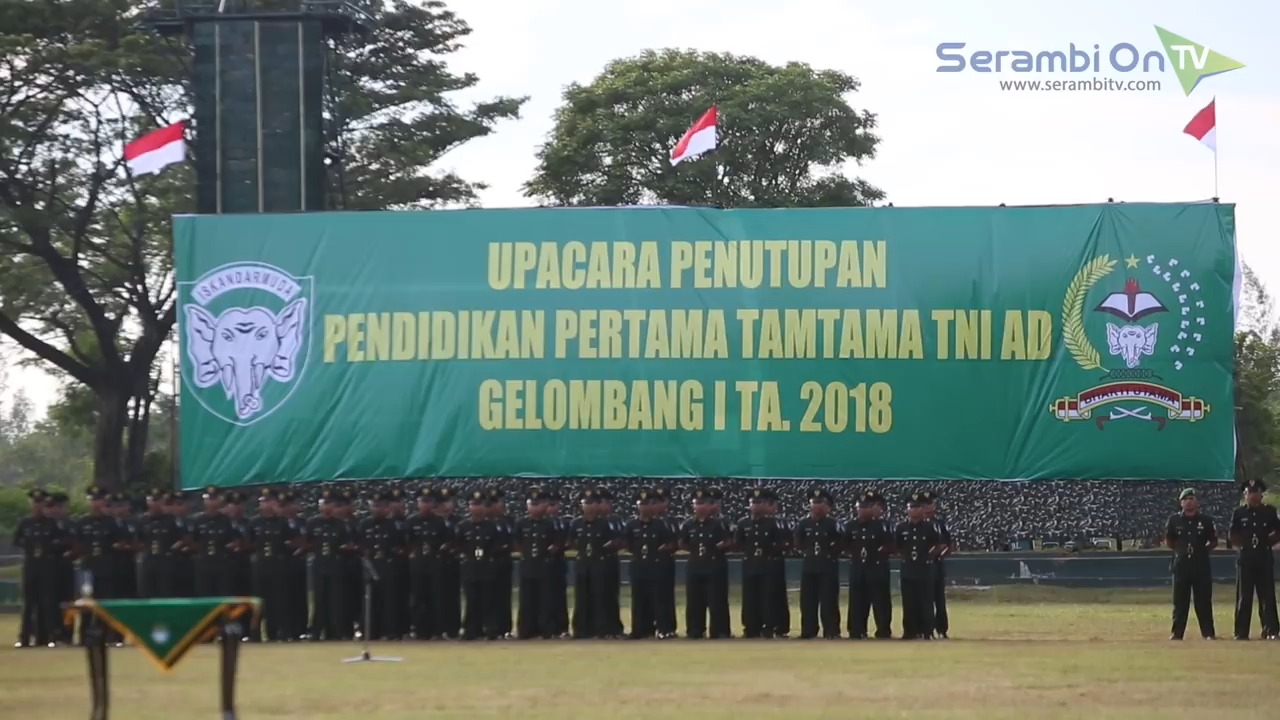 Serambi On TV
www.serambitv.com
UPACARA PENUTUPAN
PENDIDIKAN PERTAMA TAMTAMA TNI AD
GELOMBANG I TA. 2018
ISKANDARMUDA